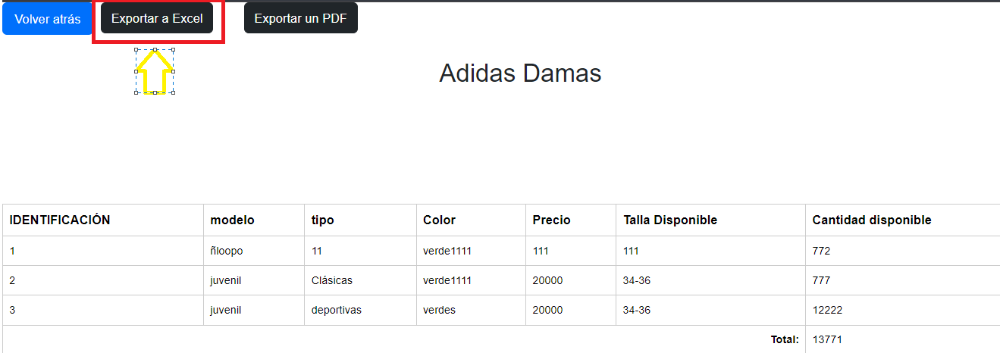 Volver atrás Exportar a Excel Exportar un PDF
Adidas Damas
IDENTIFICACIÓN modelo tipo Color Precio Talla Disponible Cantidad disponible
1 ñloopo 11 verde1111 111 111 772
2 juvenil Clásicas verde1111 20000 34-36 777
3 juvenil deportivas verdes 20000 34-36 12222
Total: 13771